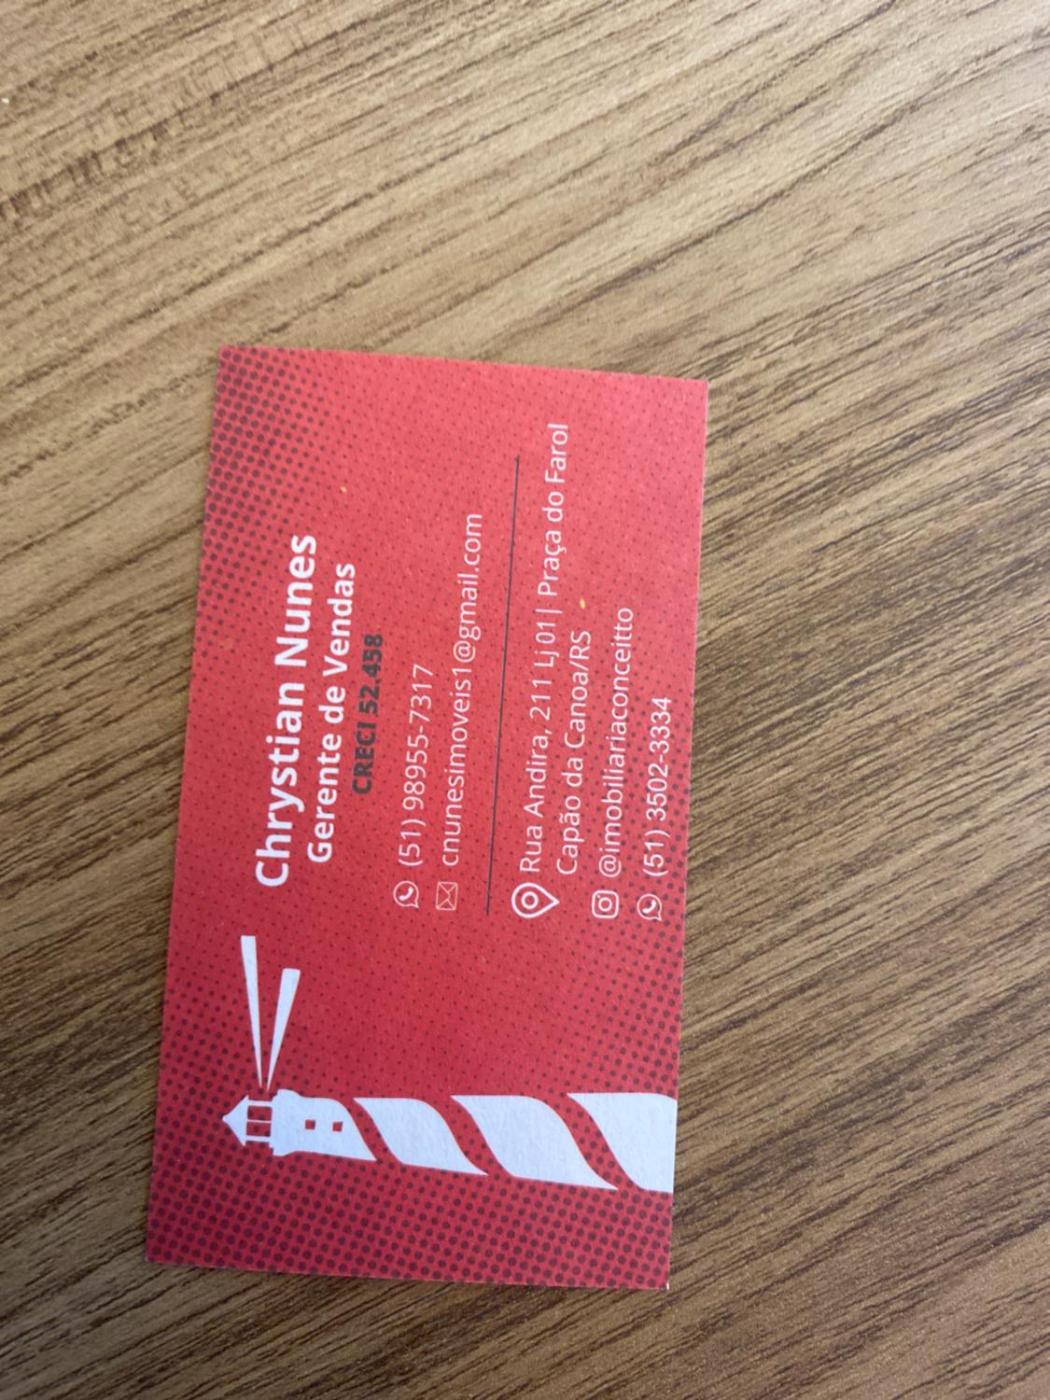 Chrystian Nunes
Gerente de Vendas
CRECI 52.458
(51) 98955-7317
cnunesimoveis1@gmail.com
Rua Andira, 211 Lj 01| Praça do Farol
Capão da Canoa/RS
@imobiliariaconceitto
(51) 3502-3334